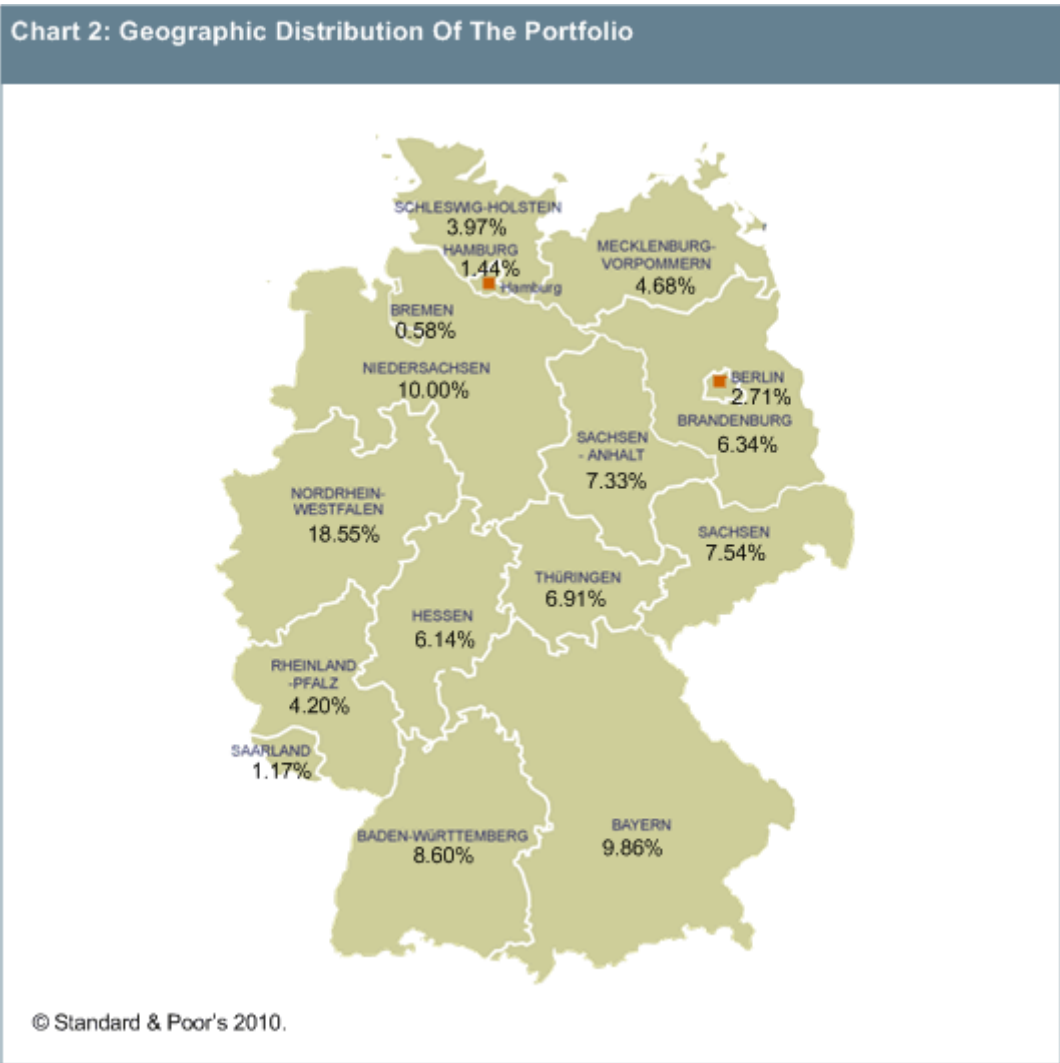 Chart 2: Geographic Distribution Of The Portfolio
SCHLESWIG-HOLSTEIN
3.97%
HAMBURG
1.44%
Hamburg
MECKLENBURG-
VORPOMMERN
4.68%
BREMEN
0.58%
NIEDERSACHSEN
10.00%
BERLIN
2.71%
BRANDENBURG
6.34%
SACHSEN
- ANHALT
7.33%
NORDRHEIN-
WESTFALEN
18.55%
SACHSEN
7.54%
THüRINGEN
6.91%
HESSEN
6.14%
RHEINLAND
-PFALZ
4.20%
SAARLAND
1.17%
BADEN-WüRTTEMBERG
8.60%
BAYERN
9.86%
© Standard & Poor's 2010.